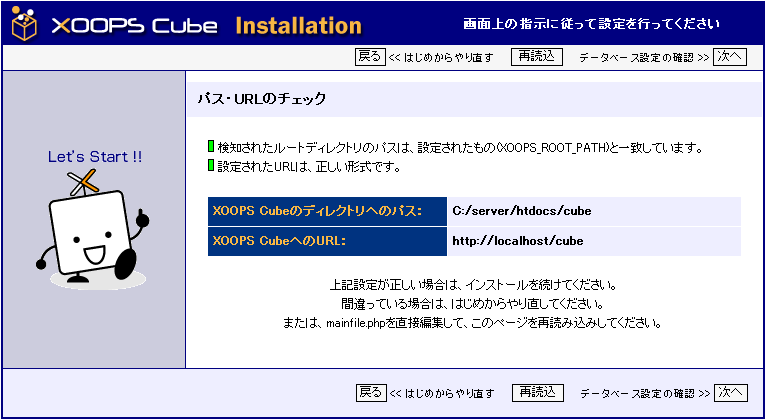 XOOPS Cube Installation 画面上の指示に従って設定を行ってください
戻る << はじめからやり直す 再読込 データベース設定の確認 >> 次へ
パス・URLのチェック
Let's Start !!
検知されたルートディレクトリのパスは、設定されたもの(XOOPS_ROOT_PATH)と一致しています。
設定されたURLは、正しい形式です。
XOOPS Cubeのディレクトリへのパス: C:/server/htdocs/cube
XOOPS CubeへのURL: http://localhost/cube
上記設定が正しい場合は、インストールを続けてください。
間違っている場合は、はじめからやり直してください。
または、mainfile.phpを直接編集して、このページを再読み込みしてください。
戻る << はじめからやり直す 再読込 データベース設定の確認 >> 次へ